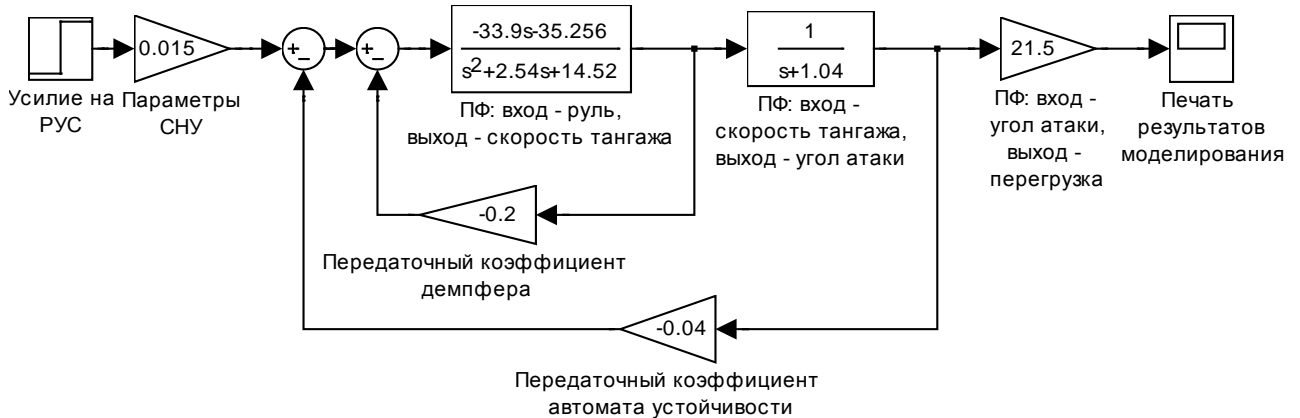 0.015
-33.9s-35.256
s²+2.54s+14.52
1
s+1.04
21.5
Усилие на
РУС
Параметры
СНУ
ПФ: вход - руль,
выход - скорость тангажа
ПФ: вход -
скорость тангажа,
выход - угол атаки
ПФ: вход -
угол атаки,
выход -
перегрузка
Печать
результатов
моделирования
-0.2
Передаточный коэффициент
демпфера
-0.04
Передаточный коэффициент
автомата устойчивости